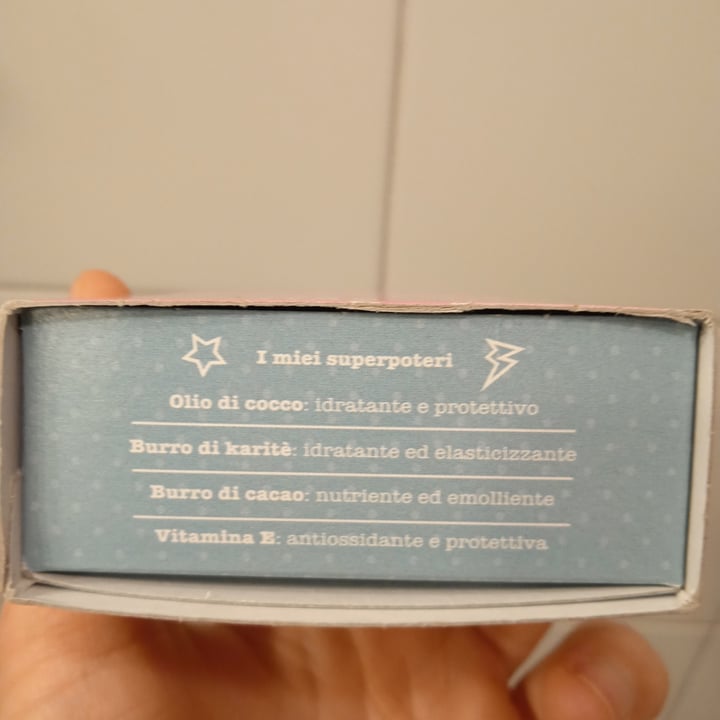 I miei superpoteri
Olio di cocco: idratante e protettivo
Burro di karitè: idratante ed elasticizzante
Burro di cacao: nutriente ed emolliente
Vitamina E: antiossidante e protettiva